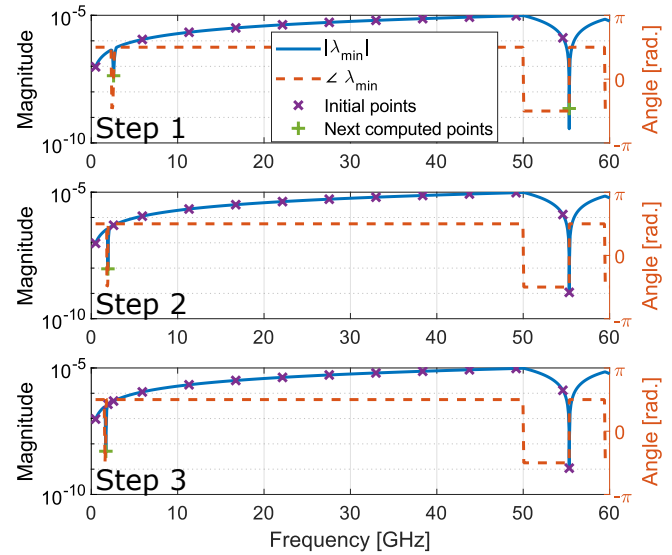 10^-5
10^-10
Magnitude
Step 1
|λ_min|
∠ λ_min
Initial points
Next computed points
π
0
-π
Angle [rad.]
0 10 20 30 40 50 60
10^-5
10^-10
Magnitude
Step 2
π
0
-π
Angle [rad.]
0 10 20 30 40 50 60
10^-5
10^-10
Magnitude
Step 3
π
0
-π
Angle [rad.]
0 10 20 30 40 50 60
Frequency [GHz]